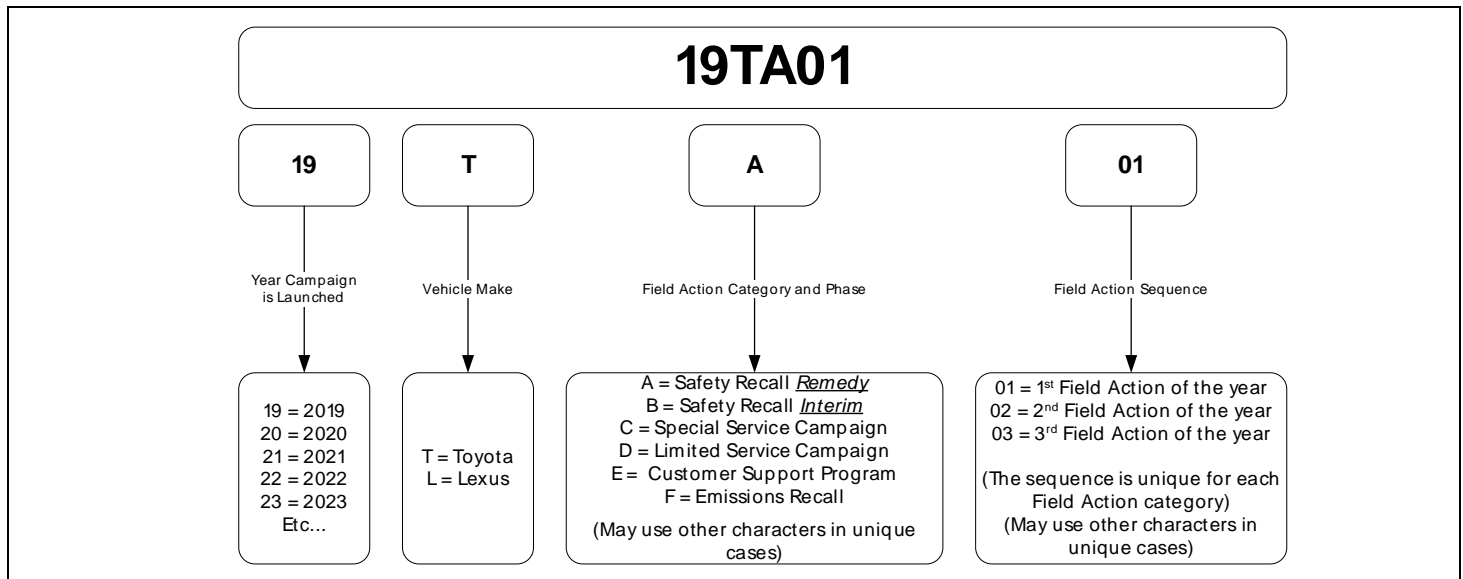 19TA01
19
T
A
01
Year Campaign
is Launched
Vehicle Make
Field Action Category and Phase
Field Action Sequence
19 = 2019
20 = 2020
21 = 2021
22 = 2022
23 = 2023
Etc...
T = Toyota
L = Lexus
A = Safety Recall Remedy
B = Safety Recall Interim
C = Special Service Campaign
D = Limited Service Campaign
E = Customer Support Program
F = Emissions Recall
(May use other characters in unique
cases)
01 = 1st Field Action of the year
02 = 2nd Field Action of the year
03 = 3rd Field Action of the year
(The sequence is unique for each
Field Action category)
(May use other characters in
unique cases)